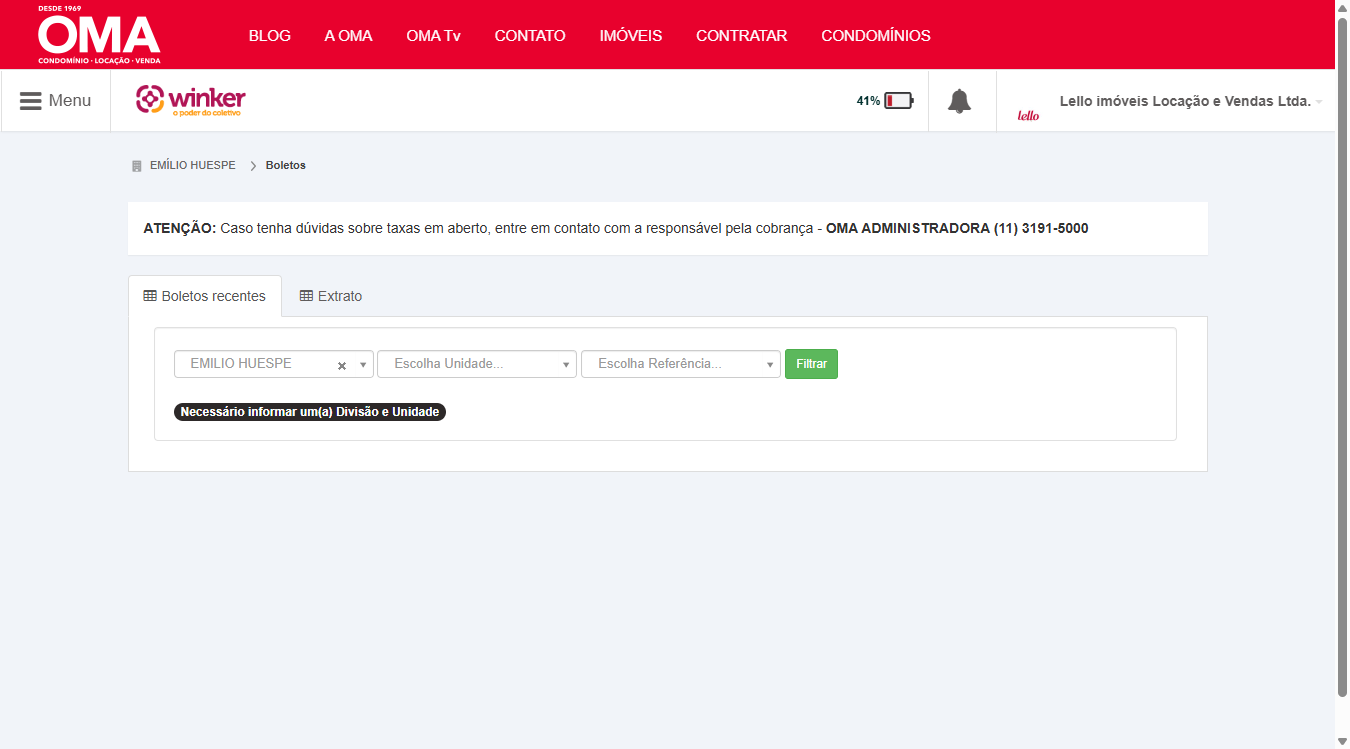 DESDE 1969
OMA
CONDOMÍNIO · LOCAÇÃO · VENDA
BLOG A OMA OMA Tv CONTATO IMÓVEIS CONTRATAR CONDOMÍNIOS
Menu
winker
o poder do coletivo
41%
lello
Lello imóveis Locação e Vendas Ltda.
EMÍLIO HUESPE Boletos
ATENÇÃO: Caso tenha dúvidas sobre taxas em aberto, entre em contato com a responsável pela cobrança - OMA ADMINISTRADORA (11) 3191-5000
Boletos recentes Extrato
EMILIO HUESPE × Escolha Unidade... Escolha Referência... Filtrar
Necessário informar um(a) Divisão e Unidade